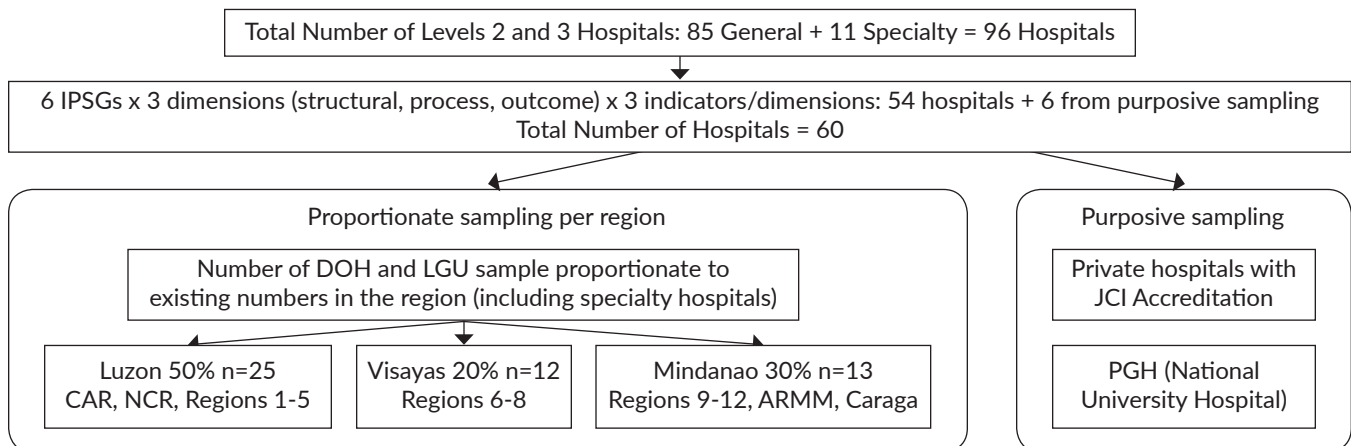 Total Number of Levels 2 and 3 Hospitals: 85 General + 11 Specialty = 96 Hospitals
6 IPSGs x 3 dimensions (structural, process, outcome) x 3 indicators/dimensions: 54 hospitals + 6 from purposive sampling
Total Number of Hospitals = 60
Proportionate sampling per region
Number of DOH and LGU sample proportionate to
existing numbers in the region (including specialty hospitals)
Luzon 50% n=25
CAR, NCR, Regions 1-5
Visayas 20% n=12
Regions 6-8
Mindanao 30% n=13
Regions 9-12, ARMM, Caraga
Purposive sampling
Private hospitals with
JCI Accreditation
PGH (National
University Hospital)